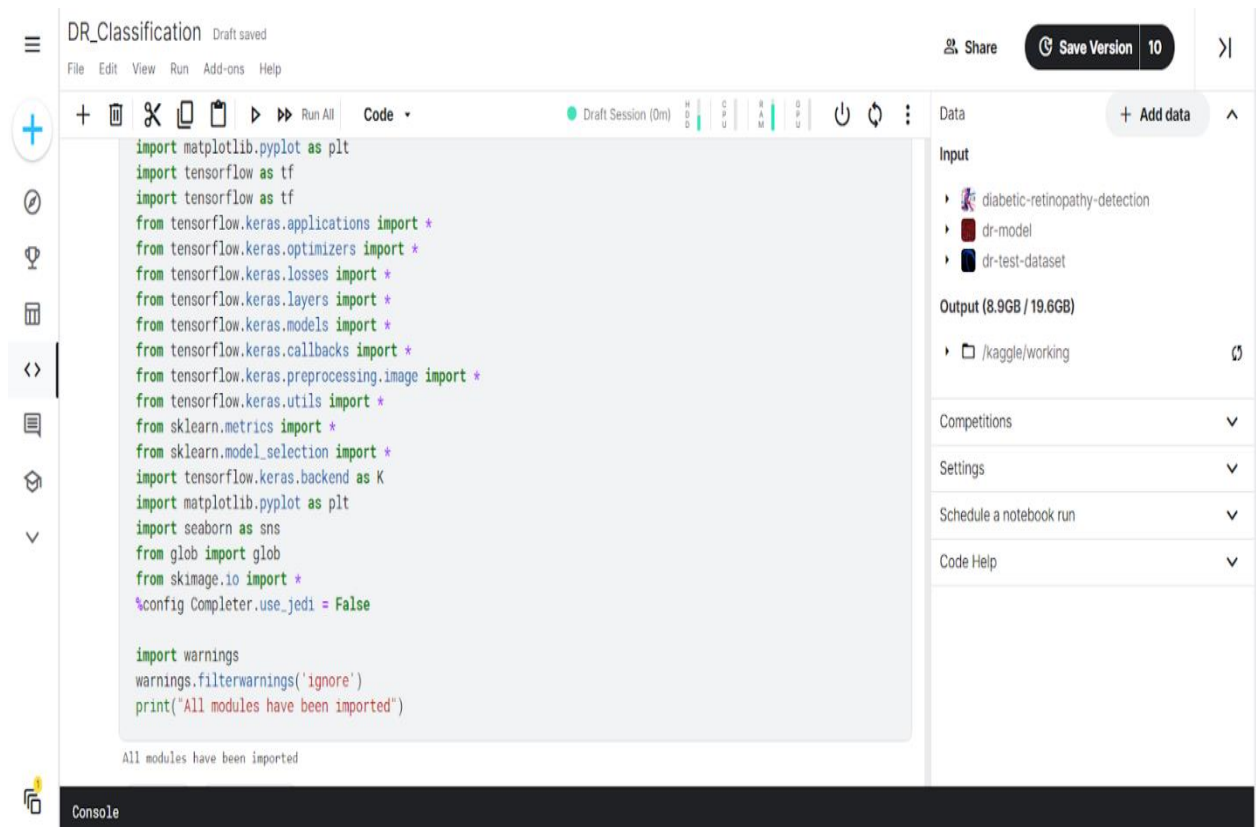 DR_Classification Draft saved
File Edit View Run Add-ons Help
Share
Save Version 10
Run All Code
Draft Session (0m) HDD CPU RAM GPU
import matplotlib.pyplot as plt
import tensorflow as tf
import tensorflow as tf
from tensorflow.keras.applications import *
from tensorflow.keras.optimizers import *
from tensorflow.keras.losses import *
from tensorflow.keras.layers import *
from tensorflow.keras.models import *
from tensorflow.keras.callbacks import *
from tensorflow.keras.preprocessing.image import *
from tensorflow.keras.utils import *
from sklearn.metrics import *
from sklearn.model_selection import *
import tensorflow.keras.backend as K
import matplotlib.pyplot as plt
import seaborn as sns
from glob import glob
from skimage.io import *
%config Completer.use_jedi = False
import warnings
warnings.filterwarnings('ignore')
print("All modules have been imported")
All modules have been imported
Console
1
Data
+ Add data
Input
diabetic-retinopathy-detection
dr-model
dr-test-dataset
Output (8.9GB / 19.6GB)
/kaggle/working
Competitions
Settings
Schedule a notebook run
Code Help